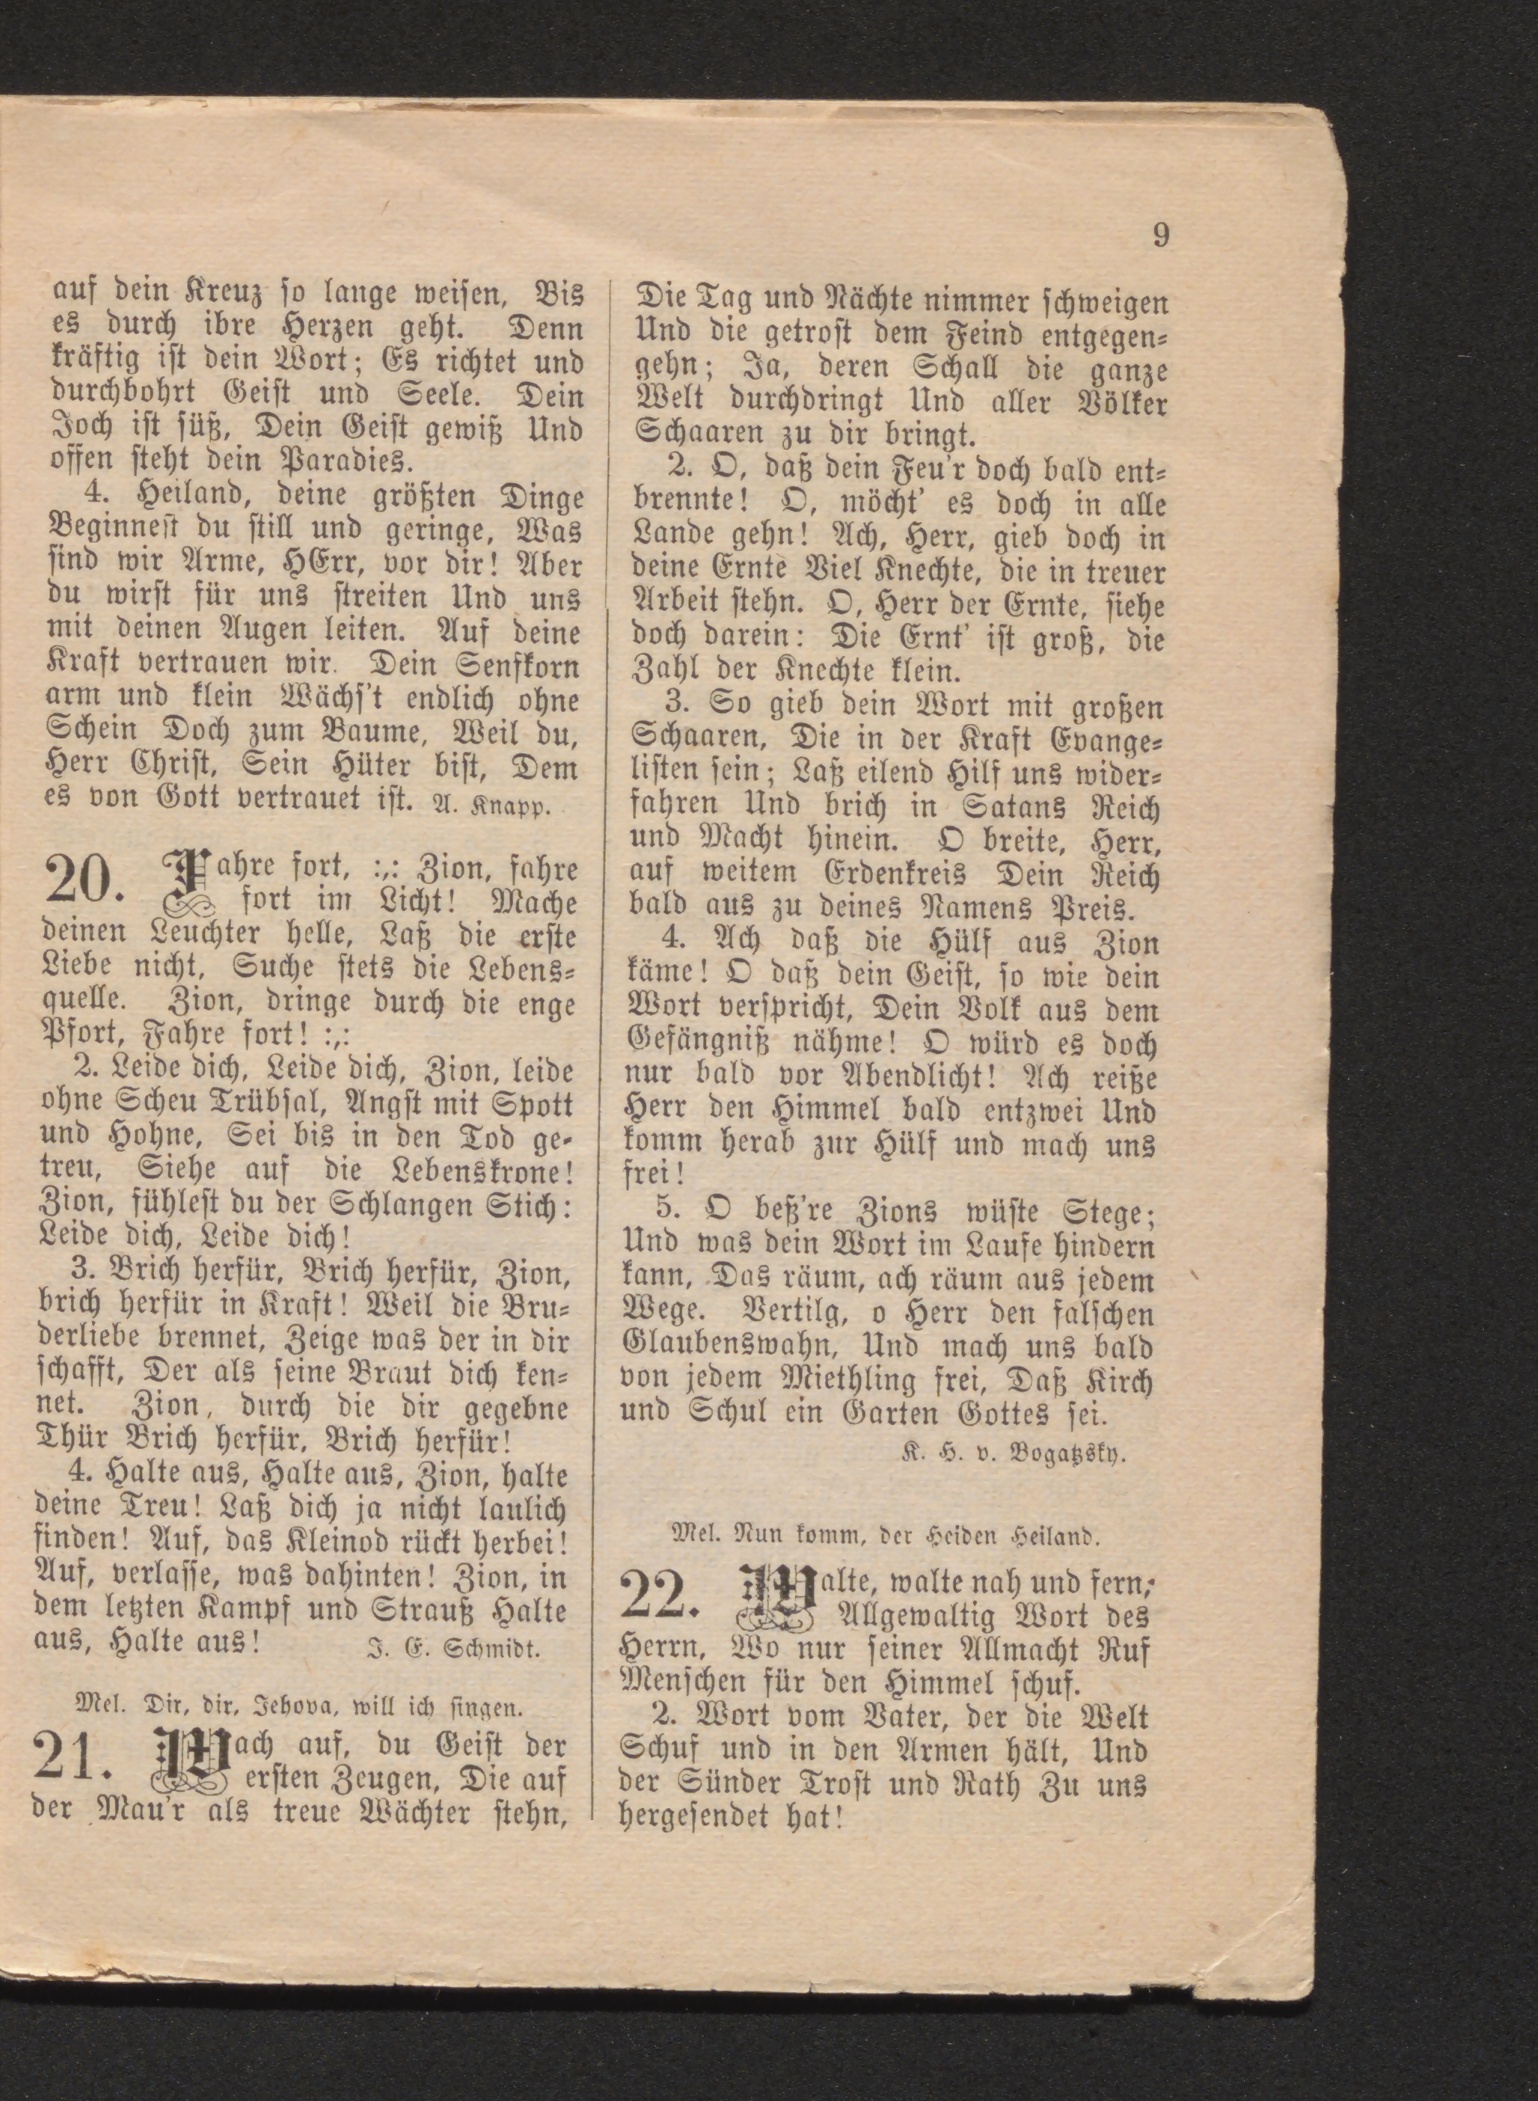 9
auf dein Kreuz so lange weisen, Bis
es durch ibre Herzen geht. Denn
kräftig ist dein Wort; Es richtet und
durchbohrt Geist und Seele. Dein
Joch ist süß, Dein Geist gewiß Und
offen steht dein Paradies.
4. Heiland, deine größten Dinge
Beginnest du still und geringe, Was
sind wir Arme, HErr, vor dir! Aber
du wirst für uns streiten Und uns
mit deinen Augen leiten. Auf deine
Kraft vertrauen wir. Dein Senfkorn
arm und klein Wächs't endlich ohne
Schein Doch zum Baume, Weil du,
Herr Christ, Sein Hüter bist, Dem
es von Gott vertrauet ist. A. Knapp.
20. Fahre fort, :,: Zion, fahre
fort im Licht! Mache
deinen Leuchter helle, Laß die erste
Liebe nicht, Suche stets die Lebens-
quelle. Zion, dringe durch die enge
Pfort, Fahre fort! :,:
2. Leide dich, Leide dich, Zion, leide
ohne Scheu Trübsal, Angst mit Spott
und Hohne, Sei bis in den Tod ge-
treu, Siehe auf die Lebenskrone!
Zion, fühlest du der Schlangen Stich:
Leide dich, Leide dich!
3. Brich herfür, Brich herfür, Zion,
brich herfür in Kraft! Weil die Bru-
derliebe brennet, Zeige was der in dir
schafft, Der als seine Braut dich ken-
net. Zion, durch die dir gegebne
Thür Brich herfür, Brich herfür!
4. Halte aus, Halte aus, Zion, halte
deine Treu! Laß dich ja nicht laulich
finden! Auf, das Kleinod rückt herbei!
Auf, verlasse, was dahinten! Zion, in
dem letzten Kampf und Strauß Halte
aus, Halte aus! J. E. Schmidt.
Mel. Dir, dir, Jehova, will ich singen.
21. Wach auf, du Geist der
ersten Zeugen, Die auf
der Mau'r als treue Wächter stehn,
Die Tag und Nächte nimmer schweigen
Und die getrost dem Feind entgegen-
gehn; Ja, deren Schall die ganze
Welt durchdringt Und aller Völker
Schaaren zu dir bringt.
2. O, daß dein Feu'r doch bald ent-
brennte! O, möcht' es doch in alle
Lande gehn! Ach, Herr, gieb doch in
deine Ernte Viel Knechte, die in treuer
Arbeit stehn. O, Herr der Ernte, siehe
doch darein: Die Ernt' ist groß, die
Zahl der Knechte klein.
3. So gieb dein Wort mit großen
Schaaren, Die in der Kraft Evange-
listen sein; Laß eilend Hilf uns wider-
fahren Und brich in Satans Reich
und Macht hinein. O breite, Herr,
auf weitem Erdenkreis Dein Reich
bald aus zu deines Namens Preis.
4. Ach daß die Hülf aus Zion
käme! O daß dein Geist, so wie dein
Wort verspricht, Dein Volk aus dem
Gefängniß nähme! O würd es doch
nur bald vor Abendlicht! Ach reiße
Herr den Himmel bald entzwei Und
komm herab zur Hülf und mach uns
frei!
5. O beß're Zions wüste Stege;
Und was dein Wort im Laufe hindern
kann, Das räum, ach räum aus jedem
Wege. Vertilg, o Herr den falschen
Glaubenswahn, Und mach uns bald
von jedem Miethling frei, Daß Kirch
und Schul ein Garten Gottes sei.
K. H. v. Bogatzsky.
Mel. Nun komm, der Heiden Heiland.
22. Walte, walte nah und fern,
Allgewaltig Wort des
Herrn, Wo nur seiner Allmacht Ruf
Menschen für den Himmel schuf.
2. Wort vom Vater, der die Welt
Schuf und in den Armen hält, Und
der Sünder Trost und Rath Zu uns
hergesendet hat!